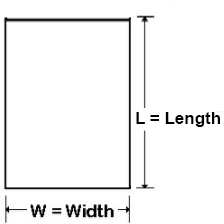 L = Length
W = Width